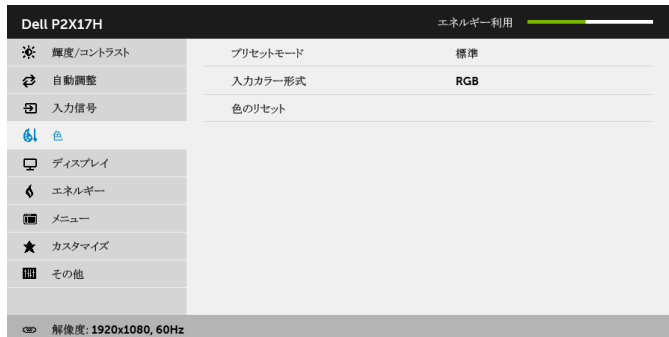 Dell P2X17H エネルギー利用
輝度/コントラスト プリセットモード 標準
自動調整 入力カラー形式 RGB
入力信号 色のリセット
色
ディスプレイ
エネルギー
メニュー
カスタマイズ
その他
解像度: 1920x1080, 60Hz